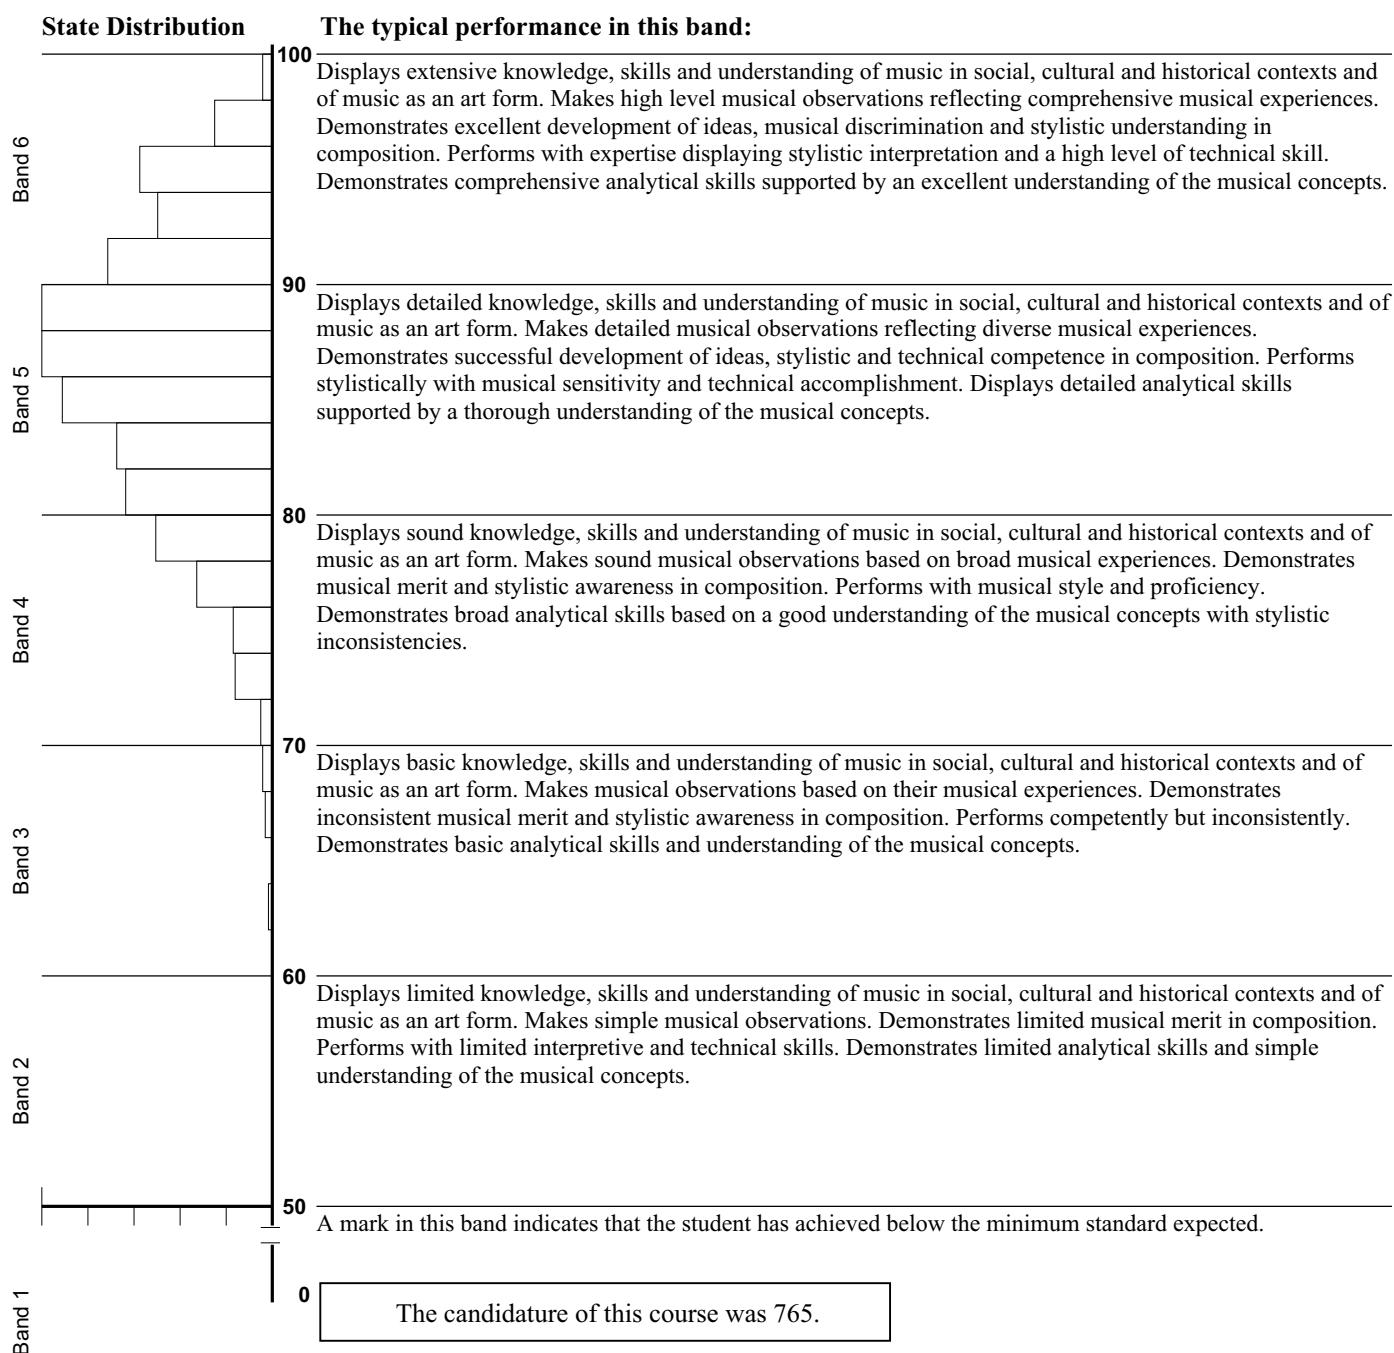 State Distribution
The typical performance in this band:
100
Displays extensive knowledge, skills and understanding of music in social, cultural and historical contexts and
of music as an art form. Makes high level musical observations reflecting comprehensive musical experiences.
Demonstrates excellent development of ideas, musical discrimination and stylistic understanding in
composition. Performs with expertise displaying stylistic interpretation and a high level of technical skill.
Demonstrates comprehensive analytical skills supported by an excellent understanding of the musical concepts.
Band 6
90
Displays detailed knowledge, skills and understanding of music in social, cultural and historical contexts and of
music as an art form. Makes detailed musical observations reflecting diverse musical experiences.
Demonstrates successful development of ideas, stylistic and technical competence in composition. Performs
stylistically with musical sensitivity and technical accomplishment. Displays detailed analytical skills
supported by a thorough understanding of the musical concepts.
Band 5
80
Displays sound knowledge, skills and understanding of music in social, cultural and historical contexts and of
music as an art form. Makes sound musical observations based on broad musical experiences. Demonstrates
musical merit and stylistic awareness in composition. Performs with musical style and proficiency.
Demonstrates broad analytical skills based on a good understanding of the musical concepts with stylistic
inconsistencies.
Band 4
70
Displays basic knowledge, skills and understanding of music in social, cultural and historical contexts and of
music as an art form. Makes musical observations based on their musical experiences. Demonstrates
inconsistent musical merit and stylistic awareness in composition. Performs competently but inconsistently.
Demonstrates basic analytical skills and understanding of the musical concepts.
Band 3
60
Displays limited knowledge, skills and understanding of music in social, cultural and historical contexts and of
music as an art form. Makes simple musical observations. Demonstrates limited musical merit in composition.
Performs with limited interpretive and technical skills. Demonstrates limited analytical skills and simple
understanding of the musical concepts.
Band 2
50
A mark in this band indicates that the student has achieved below the minimum standard expected.
0
Band 1
The candidature of this course was 765.